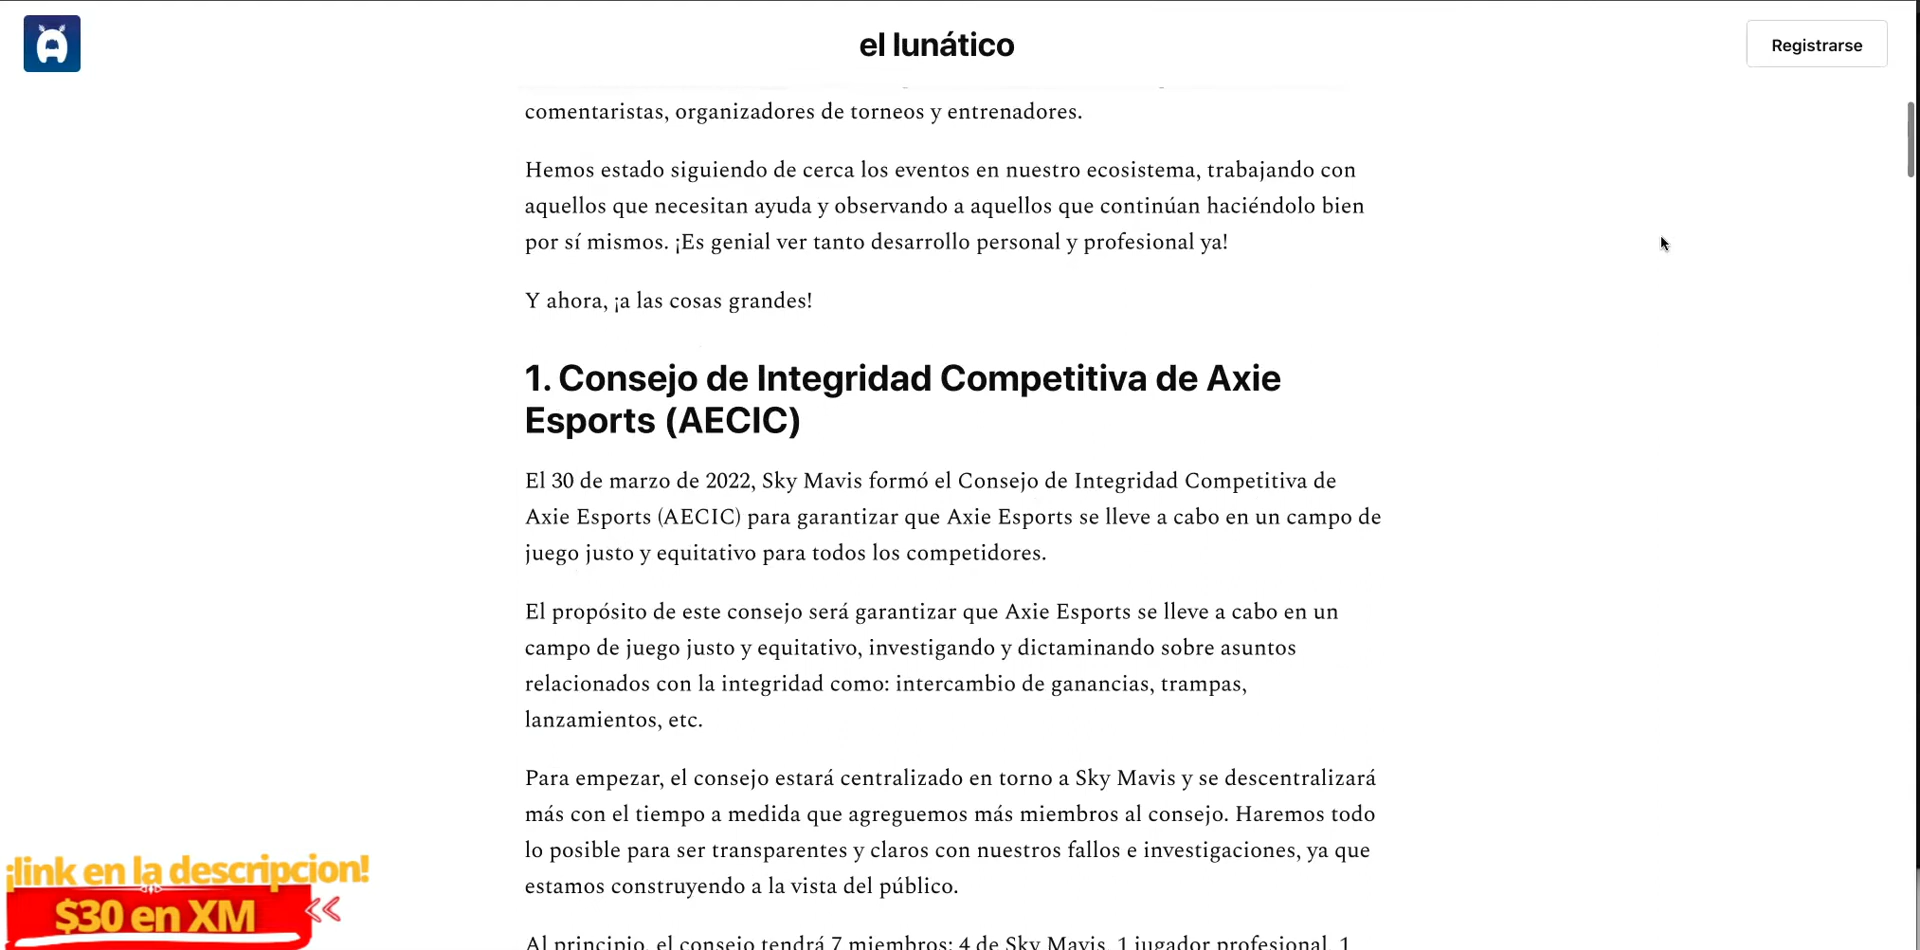 el lunático
Registrarse
comentaristas, organizadores de torneos y entrenadores.
Hemos estado siguiendo de cerca los eventos en nuestro ecosistema, trabajando con
aquellos que necesitan ayuda y observando a aquellos que continúan haciéndolo bien
por sí mismos. ¡Es genial ver tanto desarrollo personal y profesional ya!
Y ahora, ¡a las cosas grandes!
1. Consejo de Integridad Competitiva de Axie
Esports (AECIC)
El 30 de marzo de 2022, Sky Mavis formó el Consejo de Integridad Competitiva de
Axie Esports (AECIC) para garantizar que Axie Esports se lleve a cabo en un campo de
juego justo y equitativo para todos los competidores.
El propósito de este consejo será garantizar que Axie Esports se lleve a cabo en un
campo de juego justo y equitativo, investigando y dictaminando sobre asuntos
relacionados con la integridad como: intercambio de ganancias, trampas,
lanzamientos, etc.
Para empezar, el consejo estará centralizado en torno a Sky Mavis y se descentralizará
más con el tiempo a medida que agreguemos más miembros al consejo. Haremos todo
lo posible para ser transparentes y claros con nuestros fallos e investigaciones, ya que
estamos construyendo a la vista del público.
Al principio, el consejo tendrá 7 miembros: 4 de Sky Mavis, 1 jugador profesional, 1
¡link en la descripcion!
$30 en XM <<